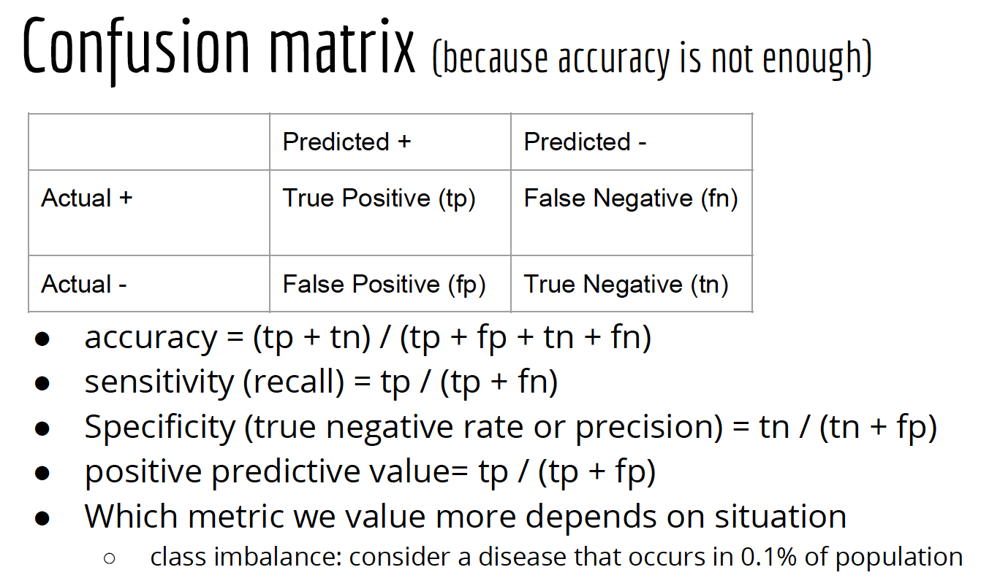 Confusion matrix (because accuracy is not enough)
Predicted + Predicted -
Actual + True Positive (tp) False Negative (fn)
Actual - False Positive (fp) True Negative (tn)
● accuracy = (tp + tn) / (tp + fp + tn + fn)
● sensitivity (recall) = tp / (tp + fn)
● Specificity (true negative rate or precision) = tn / (tn + fp)
● positive predictive value= tp / (tp + fp)
● Which metric we value more depends on situation
○ class imbalance: consider a disease that occurs in 0.1% of population